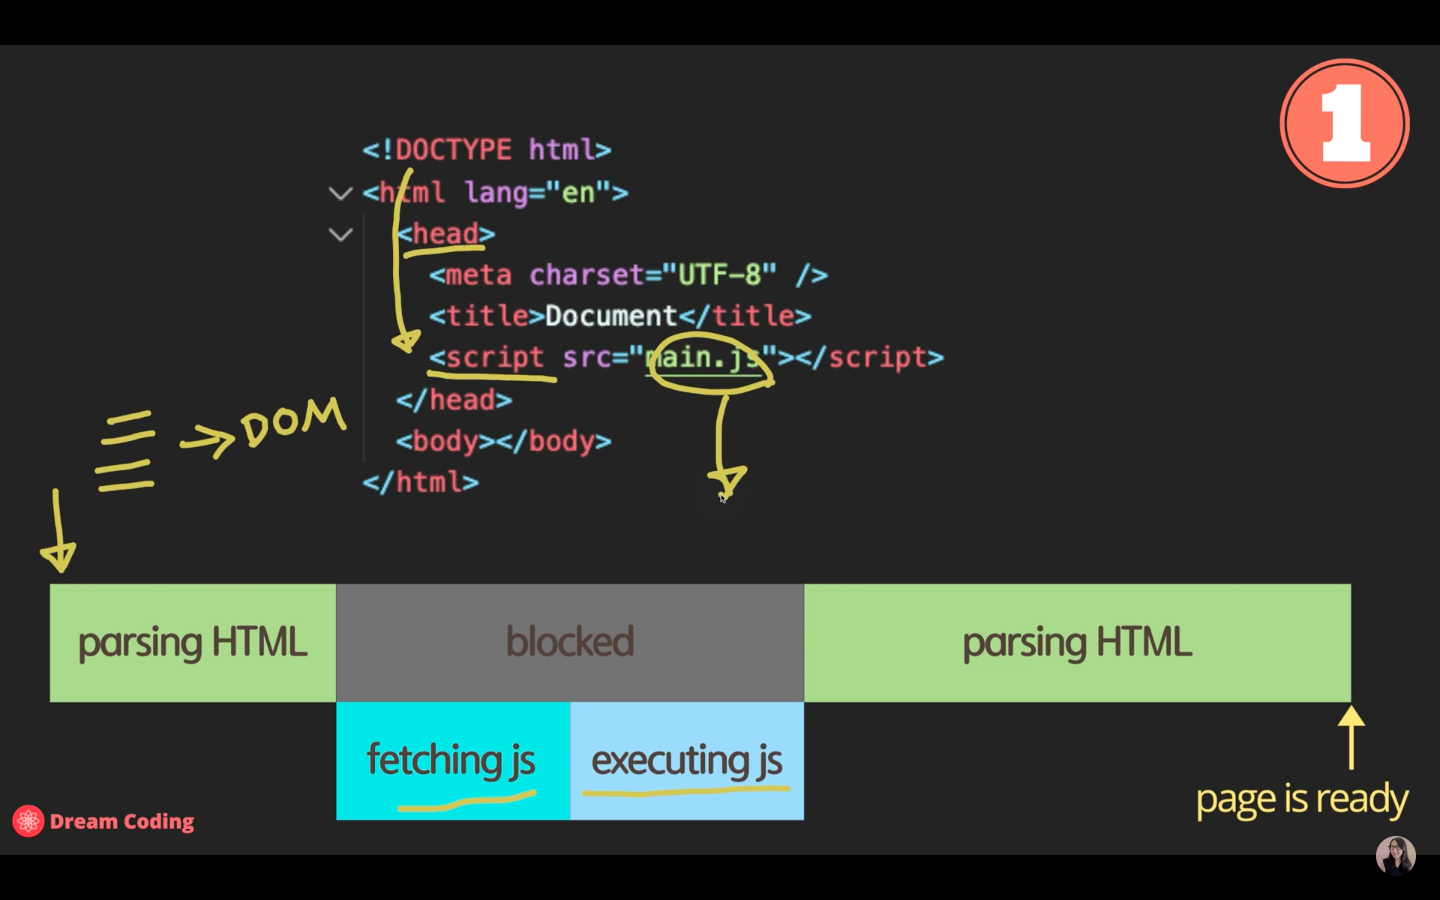 1
<!DOCTYPE html>
<html lang="en">
<head>
<meta charset="UTF-8" />
<title>Document</title>
<script src="main.js"></script>
</head>
<body></body>
</html>
DOM
parsing HTML
blocked
parsing HTML
fetching js
executing js
page is ready
Dream Coding